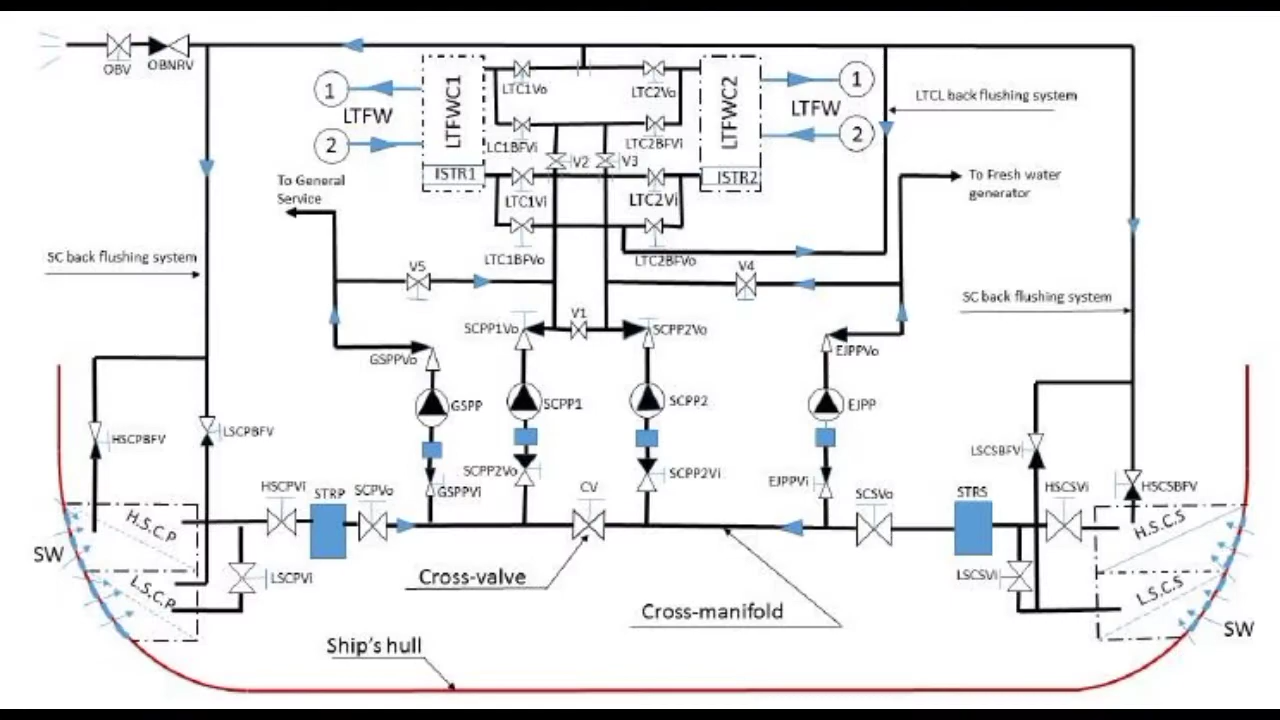 OBV
OBNRV
1
LTFW
2
LTFWC1
ISTR1
LTC1Vo
LTC2Vo
LC1BFVi
LTC2BFVi
V2
V3
LTC1Vi
LTC2Vi
LTC1BFVo
LTC2BFVo
LTFWC2
ISTR2
1
LTFW
2
LTCL back flushing system
To General
Service
To Fresh water
generator
SC back flushing system
V5
V4
SC back flushing system
SCPP1Vo
V1
SCPP2Vo
GSPPVo
EJPPVo
GSPP
SCPP1
SCPP2
EJPP
HSCPBFV
LSCPBFV
LSCSBFV
HSCSBFV
SCPP2Vo
SCPP2Vi
GSPPVi
EJPPVi
HSCPVi
STRP
SCPVo
CV
SCSVo
STRS
HSCSVi
H.S.C.P
H.S.C.S
SW
L.S.C.P
LSCPVi
Cross-valve
LSCSVi
L.S.C.S
SW
Cross-manifold
Ship's hull